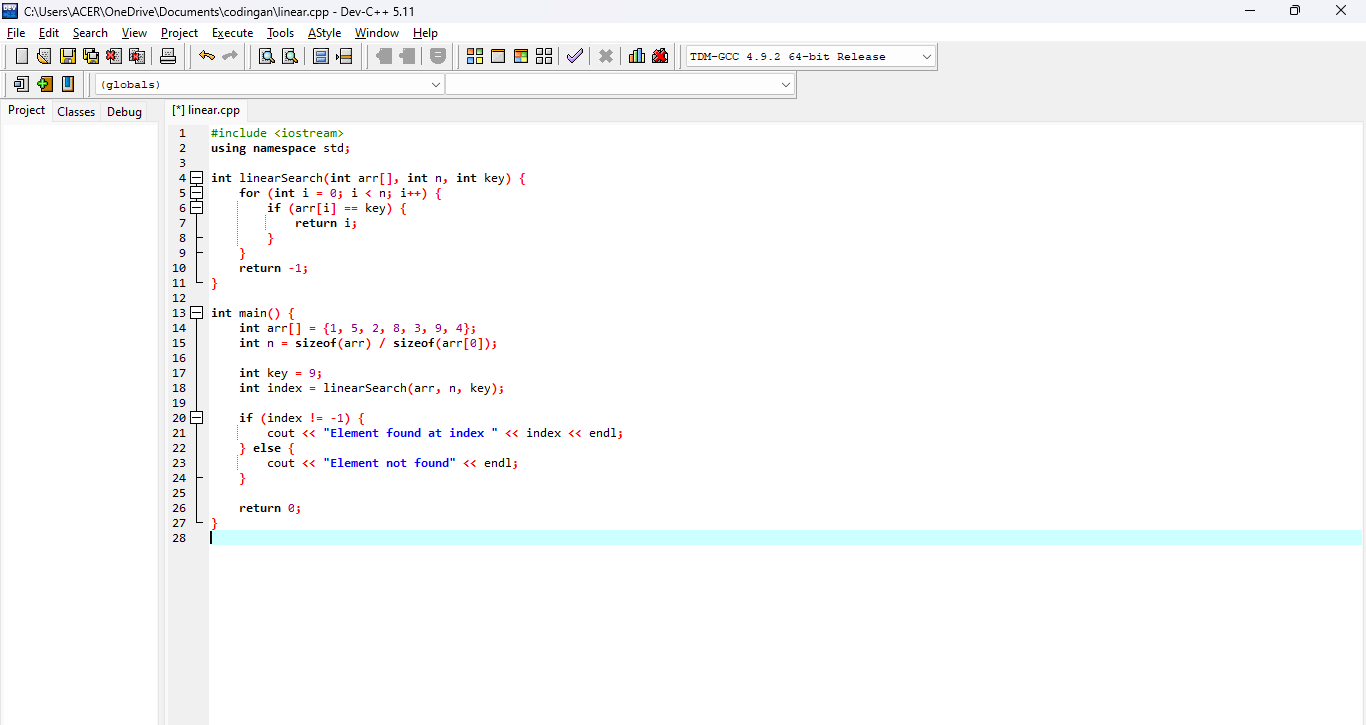 C:\Users\ACER\OneDrive\Documents\codingan\linear.cpp - Dev-C++ 5.11
File Edit Search View Project Execute Tools AStyle Window Help
TDM-GCC 4.9.2 64-bit Release
(globals)
Project Classes Debug
[*] linear.cpp
1 #include <iostream>
2 using namespace std;
3
4 int linearSearch(int arr[], int n, int key) {
5     for (int i = 0; i < n; i++) {
6         if (arr[i] == key) {
7             return i;
8         }
9     }
10     return -1;
11 }
12
13 int main() {
14     int arr[] = {1, 5, 2, 8, 3, 9, 4};
15     int n = sizeof(arr) / sizeof(arr[0]);
16
17     int key = 9;
18     int index = linearSearch(arr, n, key);
19
20     if (index != -1) {
21         cout << "Element found at index " << index << endl;
22     } else {
23         cout << "Element not found" << endl;
24     }
25
26     return 0;
27 }
28